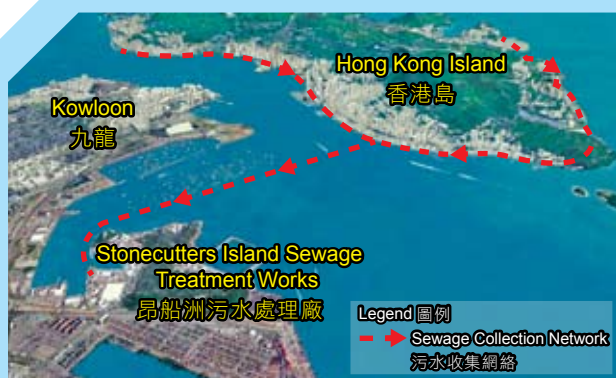 Hong Kong Island
香港島
Kowloon
九龍
Stonecutters Island Sewage
Treatment Works
昂船洲污水處理廠
Legend 圖例
Sewage Collection Network
污水收集網絡